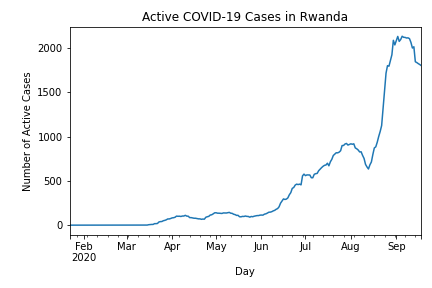 Active COVID-19 Cases in Rwanda
Number of Active Cases
2000
1500
1000
500
0
Feb Mar Apr May Jun Jul Aug Sep
2020
Day